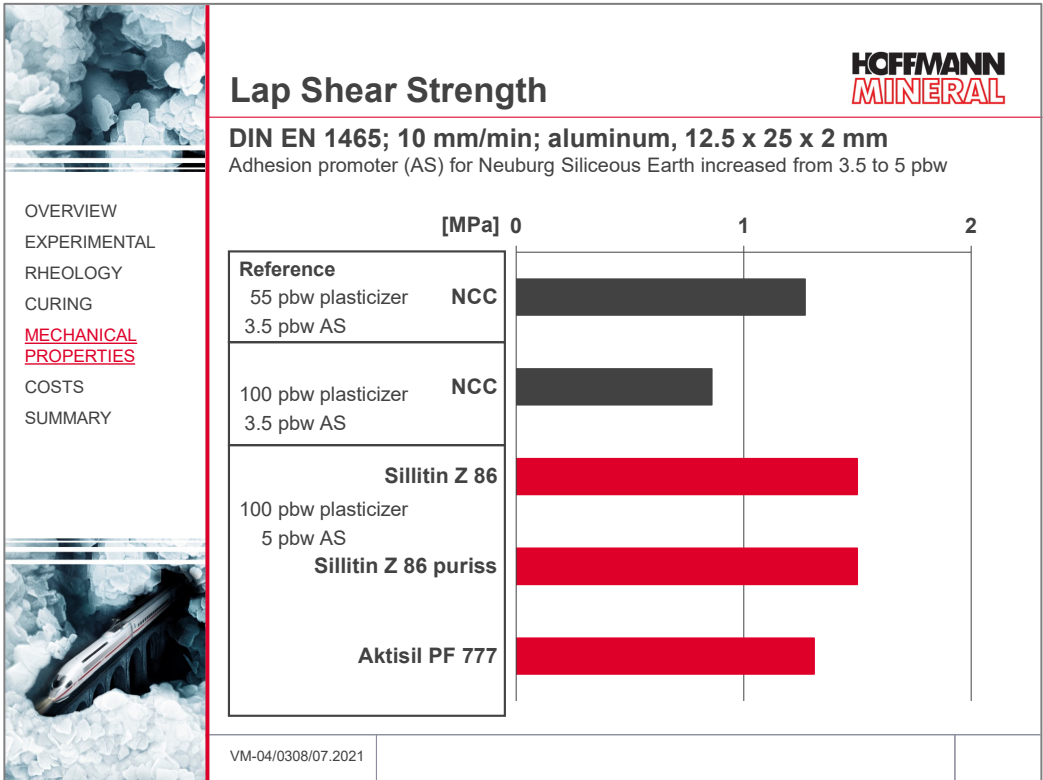 HOFFMANN
MINERAL
Lap Shear Strength
DIN EN 1465; 10 mm/min; aluminum, 12.5 x 25 x 2 mm
Adhesion promoter (AS) for Neuburg Siliceous Earth increased from 3.5 to 5 pbw
OVERVIEW
EXPERIMENTAL
RHEOLOGY
CURING
MECHANICAL
PROPERTIES
COSTS
SUMMARY
[MPa] 0 1 2
Reference
55 pbw plasticizer NCC
3.5 pbw AS
100 pbw plasticizer NCC
3.5 pbw AS
Sillitin Z 86
100 pbw plasticizer
5 pbw AS
Sillitin Z 86 puriss
Aktisil PF 777
VM-04/0308/07.2021